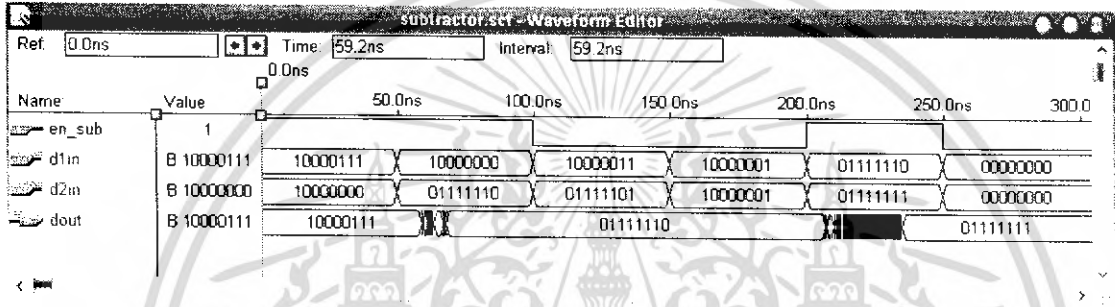 subtractor.scf - Waveform Editor
Ref: 0.0ns Time: 59.2ns Interval: 59.2ns
0.0ns
Name: Value 50.0ns 100.0ns 150.0ns 200.0ns 250.0ns 300.0
en_sub 1
d1in B 10000111 10000111 10000000 10000011 10000001 01111110 00000000
d2in B 10000000 10000000 01111110 01111101 10000001 01111111 00000000
dout B 10000111 10000111 01111110 01111111